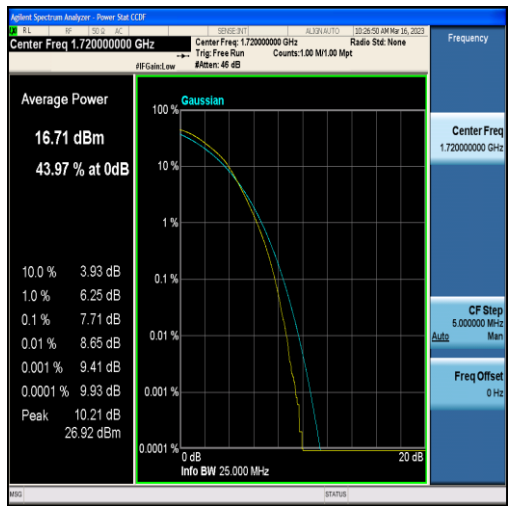 Agilent Spectrum Analyzer - Power Stat CCDF
RL RF 50 Ω AC SENSE:INT ALIGN AUTO 10:26:50 AM Mar 16, 2023
Center Freq 1.720000000 GHz
Center Freq: 1.720000000 GHz Radio Std: None
Trig: Free Run Counts:1.00 M/1.00 Mpt
#IFGain:Low #Atten: 46 dB
Frequency
Average Power
16.71 dBm
43.97 % at 0dB
10.0 % 3.93 dB
1.0 % 6.25 dB
0.1 % 7.71 dB
0.01 % 8.65 dB
0.001 % 9.41 dB
0.0001 % 9.93 dB
Peak 10.21 dB
26.92 dBm
Gaussian
100 %
10 %
1 %
0.1 %
0.01 %
0.001 %
0.0001 %
0 dB 20 dB
Info BW 25.000 MHz
Center Freq
1.720000000 GHz
CF Step
5.000000 MHz
Auto Man
Freq Offset
0 Hz
MSG STATUS